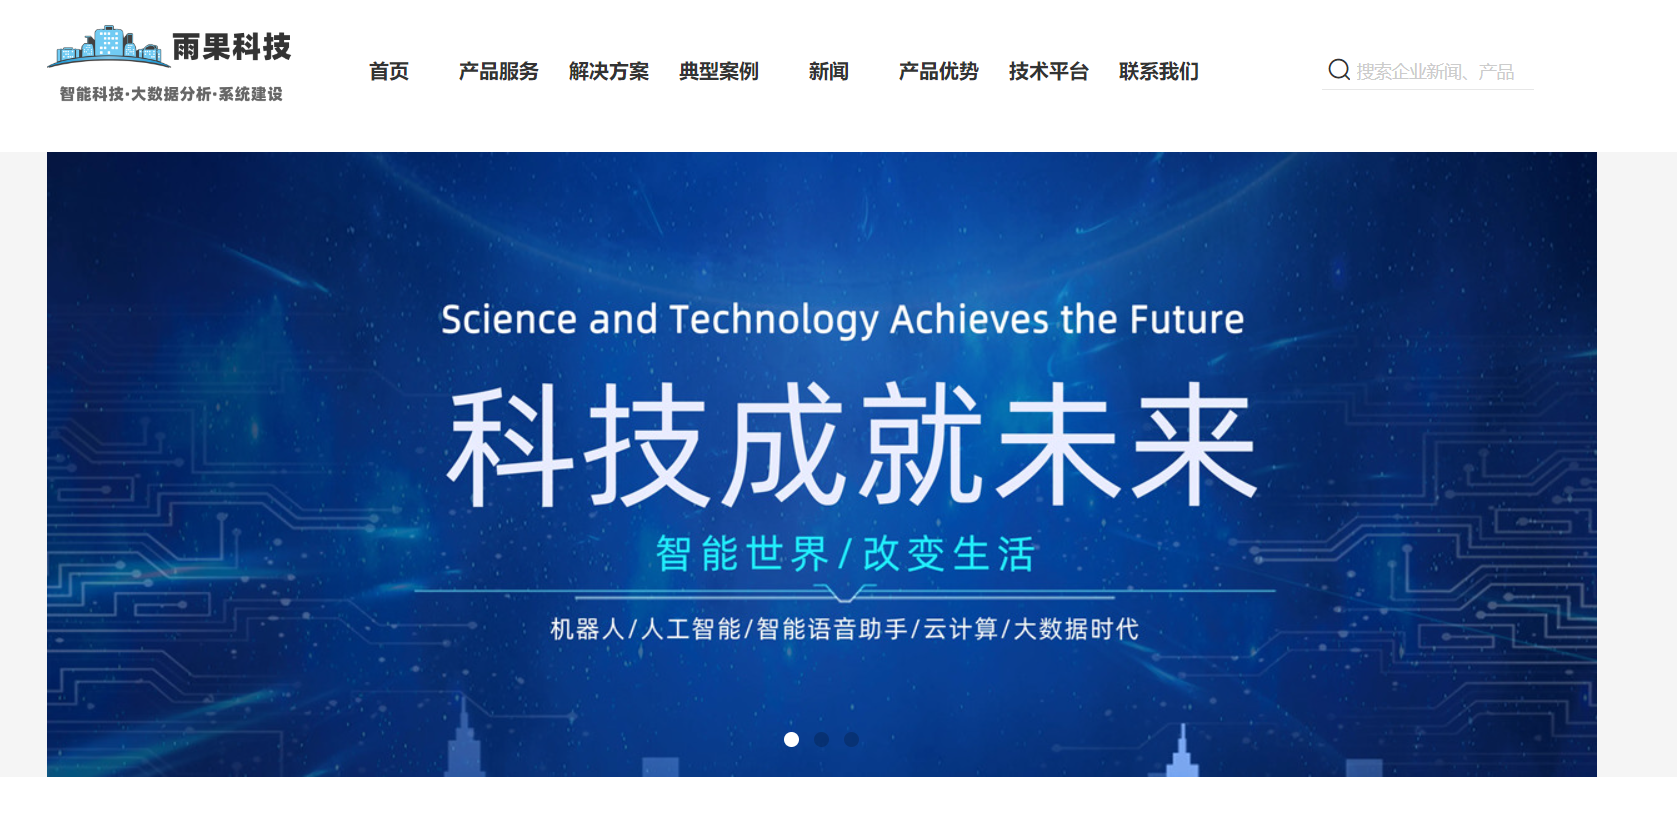 雨果科技
智能科技·大数据分析·系统建设
首页 产品服务 解决方案 典型案例 新闻 产品优势 技术平台 联系我们
搜索企业新闻、产品
Science and Technology Achieves the Future
科技成就未来
智能世界/改变生活
机器人/人工智能/智能语音助手/云计算/大数据时代